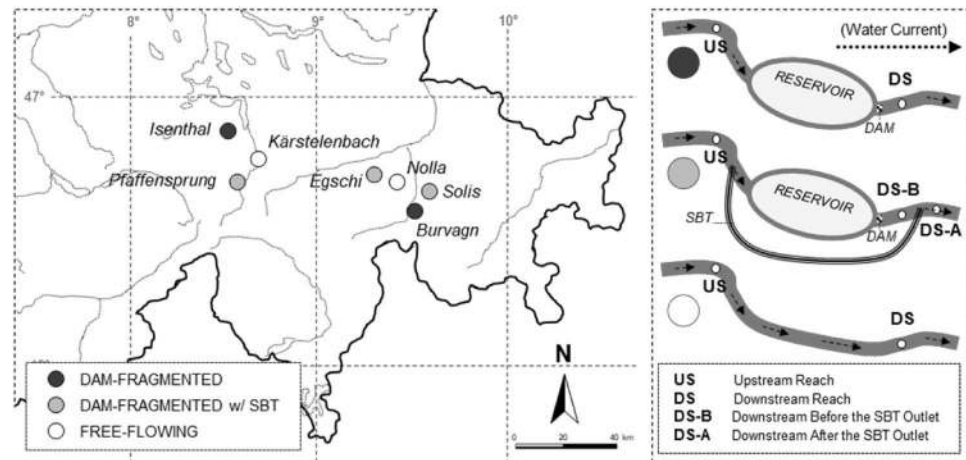 8°
9°
10°
47°
Isenthal
Kärstelenbach
Pfaffensprung
Egschi
Nolla
Solis
Burvagn
N
DAM-FRAGMENTED
DAM-FRAGMENTED w/ SBT
FREE-FLOWING
0 20 40 km
(Water Current)
US
RESERVOIR
DS
DAM
US
RESERVOIR
DS-B
SBT
DAM
DS-A
US
DS
US Upstream Reach
DS Downstream Reach
DS-B Downstream Before the SBT Outlet
DS-A Downstream After the SBT Outlet